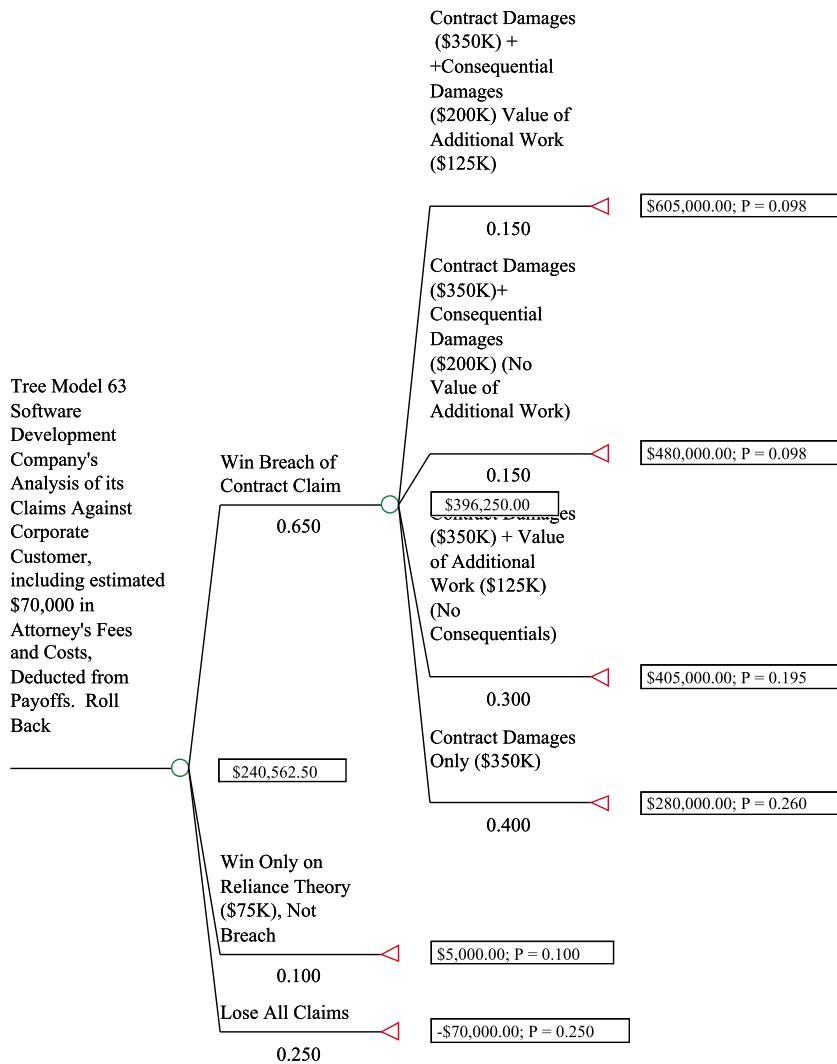 Contract Damages
($350K) +
+Consequential
Damages
($200K) Value of
Additional Work
($125K)
$605,000.00; P = 0.098
0.150
Contract Damages
($350K)+
Consequential
Damages
($200K) (No
Value of
Additional Work)
$480,000.00; P = 0.098
0.150
Tree Model 63
Software
Development
Company's
Analysis of its
Claims Against
Corporate
Customer,
including estimated
$70,000 in
Attorney's Fees
and Costs,
Deducted from
Payoffs. Roll
Back
Win Breach of
Contract Claim
0.650
$396,250.00
Contract Damages
($350K) + Value
of Additional
Work ($125K)
(No
Consequentials)
$405,000.00; P = 0.195
0.300
Contract Damages
Only ($350K)
$280,000.00; P = 0.260
0.400
$240,562.50
Win Only on
Reliance Theory
($75K), Not
Breach
$5,000.00; P = 0.100
0.100
Lose All Claims
-$70,000.00; P = 0.250
0.250